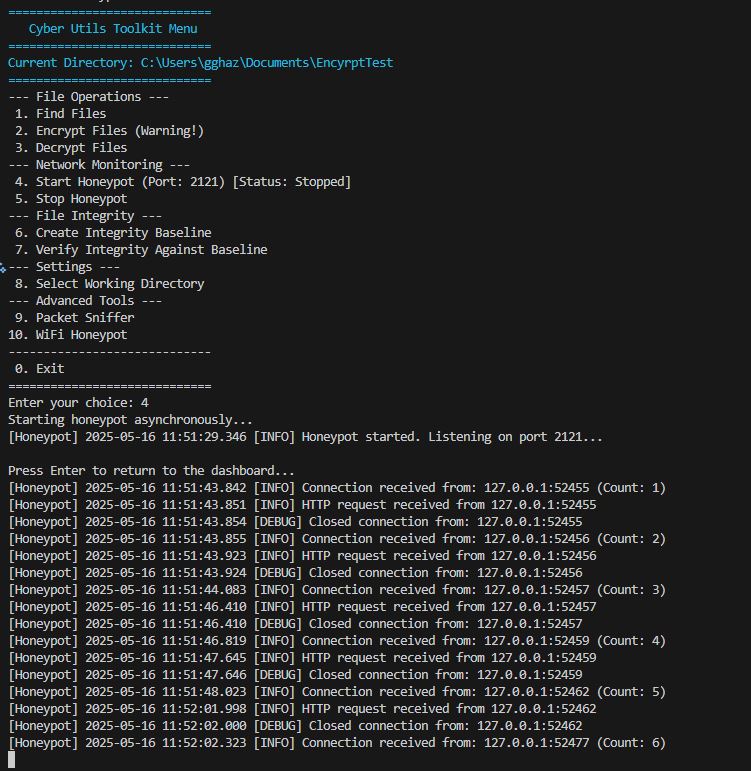 =============================
Cyber Utils Toolkit Menu
=============================
Current Directory: C:\Users\gghaz\Documents\EncyrptTest
=============================
--- File Operations ---
1. Find Files
2. Encrypt Files (Warning!)
3. Decrypt Files
--- Network Monitoring ---
4. Start Honeypot (Port: 2121) [Status: Stopped]
5. Stop Honeypot
--- File Integrity ---
6. Create Integrity Baseline
7. Verify Integrity Against Baseline
--- Settings ---
8. Select Working Directory
--- Advanced Tools ---
9. Packet Sniffer
10. WiFi Honeypot
-----------------------------
0. Exit
=============================
Enter your choice: 4
Starting honeypot asynchronously...
[Honeypot] 2025-05-16 11:51:29.346 [INFO] Honeypot started. Listening on port 2121...
Press Enter to return to the dashboard...
[Honeypot] 2025-05-16 11:51:43.842 [INFO] Connection received from: 127.0.0.1:52455 (Count: 1)
[Honeypot] 2025-05-16 11:51:43.851 [INFO] HTTP request received from 127.0.0.1:52455
[Honeypot] 2025-05-16 11:51:43.854 [DEBUG] Closed connection from: 127.0.0.1:52455
[Honeypot] 2025-05-16 11:51:43.855 [INFO] Connection received from: 127.0.0.1:52456 (Count: 2)
[Honeypot] 2025-05-16 11:51:43.923 [INFO] HTTP request received from 127.0.0.1:52456
[Honeypot] 2025-05-16 11:51:43.924 [DEBUG] Closed connection from: 127.0.0.1:52456
[Honeypot] 2025-05-16 11:51:44.083 [INFO] Connection received from: 127.0.0.1:52457 (Count: 3)
[Honeypot] 2025-05-16 11:51:46.410 [INFO] HTTP request received from 127.0.0.1:52457
[Honeypot] 2025-05-16 11:51:46.410 [DEBUG] Closed connection from: 127.0.0.1:52457
[Honeypot] 2025-05-16 11:51:46.819 [INFO] Connection received from: 127.0.0.1:52459 (Count: 4)
[Honeypot] 2025-05-16 11:51:47.645 [INFO] HTTP request received from 127.0.0.1:52459
[Honeypot] 2025-05-16 11:51:47.646 [DEBUG] Closed connection from: 127.0.0.1:52459
[Honeypot] 2025-05-16 11:51:48.023 [INFO] Connection received from: 127.0.0.1:52462 (Count: 5)
[Honeypot] 2025-05-16 11:52:01.998 [INFO] HTTP request received from 127.0.0.1:52462
[Honeypot] 2025-05-16 11:52:02.000 [DEBUG] Closed connection from: 127.0.0.1:52462
[Honeypot] 2025-05-16 11:52:02.323 [INFO] Connection received from: 127.0.0.1:52477 (Count: 6)